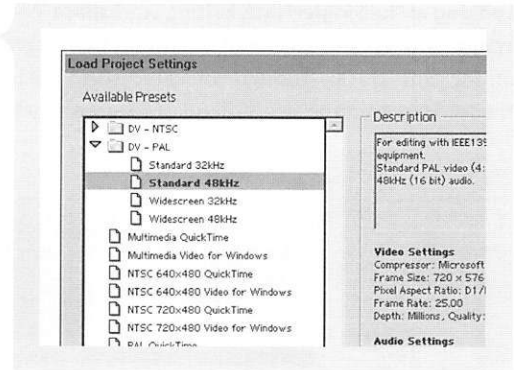 Load Project Settings
Available Presets
DV - NTSC
DV - PAL
Standard 32kHz
Standard 48kHz
Widescreen 32kHz
Widescreen 48kHz
Multimedia QuickTime
Multimedia Video for Windows
NTSC 640x480 QuickTime
NTSC 640x480 Video for Windows
NTSC 720x480 QuickTime
NTSC 720x480 Video for Windows
PAL QuickTime
Description
For editing with IEEE139
equipment.
Standard PAL video (4:
48kHz (16 bit) audio.
Video Settings
Compressor: Microsoft
Frame Size: 720 x 576
Pixel Aspect Ratio: D1/
Frame Rate: 25.00
Depth: Millions, Quality:
Audio Settings